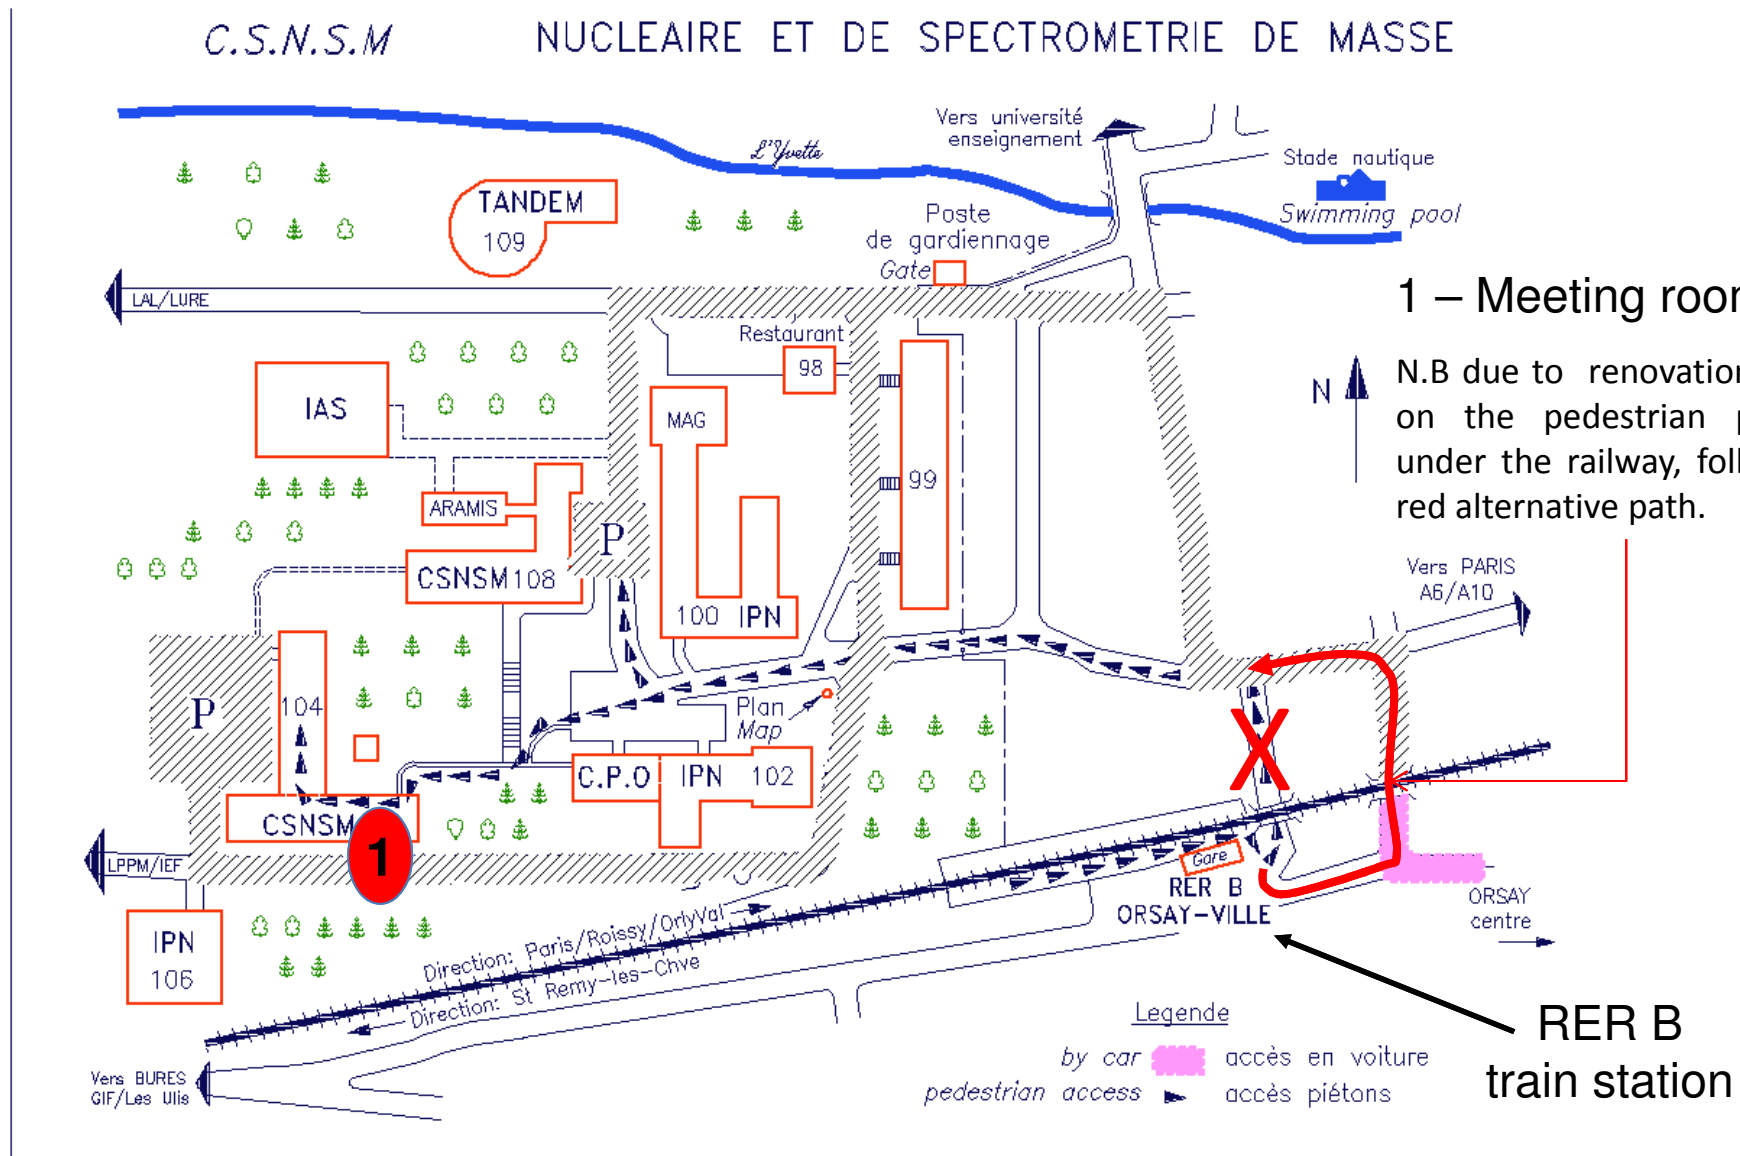 C.S.N.S.M NUCLEAIRE ET DE SPECTROMETRIE DE MASSE
Vers université
enseignement
L'Yvette
Stade nautique
Swimming pool
TANDEM
109
Poste
de gardiennage
Gate
LAL/LURE
1 – Meeting
N
N.B due to renovation
on the pedestrian
under the railway,
red alternative path.
Restaurant
98
IAS
MAG
99
ARAMIS
P
CSNSM 108
100 IPN
Vers PARIS
A6/A10
P
104
Plan
Map
X
C.P.O IPN 102
CSNSM
1
LPPM/IEF
Gare
RER B
ORSAY-VILLE
ORSAY
centre
IPN
106
Direction: Paris/Roissy/OrlyVal
Direction: St Remy-les-Chve
Vers BURES
GIF/Les Ulis
Legende
by car accès en voiture
pedestrian access accès piétons
RER B
train station